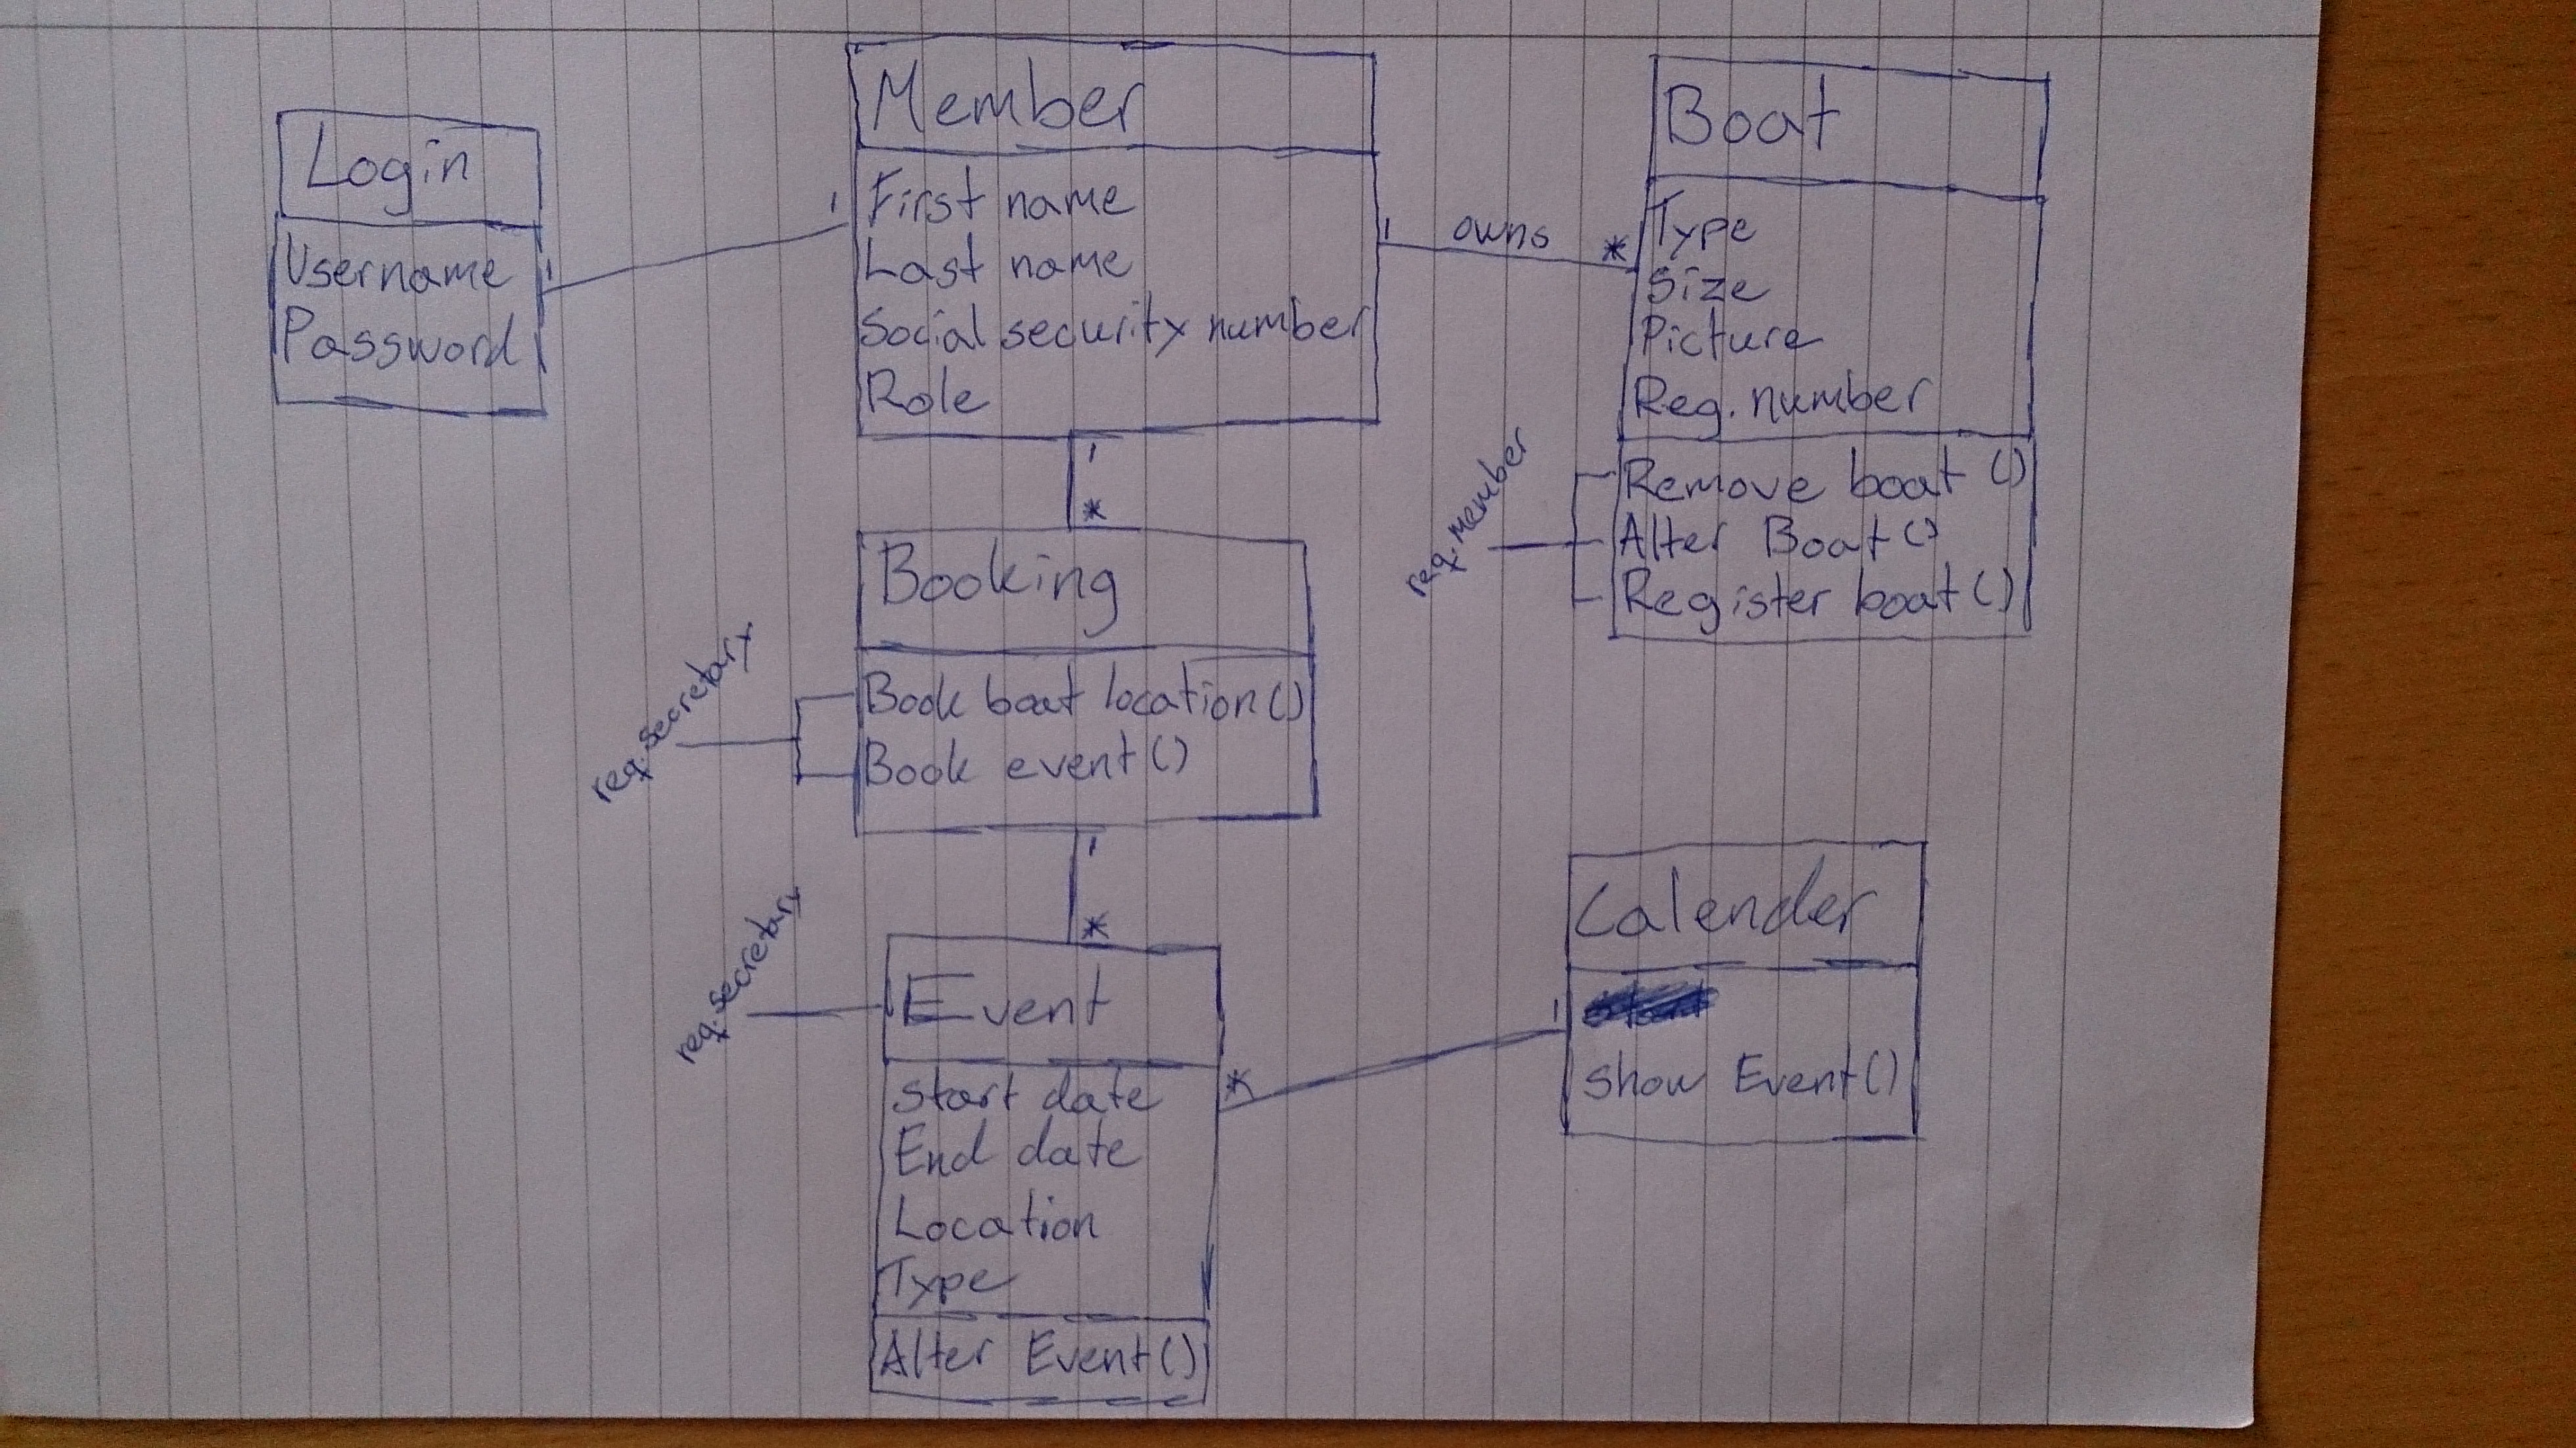 Login
Username
Password
1
1
Member
First name
Last name
Social security number
Role
1
owns
*
Boat
Type
Size
Picture
Reg. number
Remove boat ()
Alter Boat ()
Register boat ()
req. member
1
*
Booking
Book boat location ()
Book event ()
req. secretary
1
*
Event
start date
End date
Location
Type
Alter Event ()
req. secretary
*
1
Calender
show Event ()